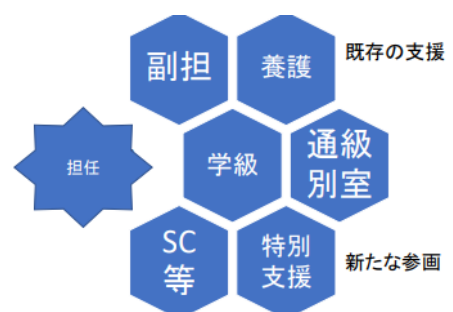 副担
養護
既存の支援
担任
学級
通級
別室
SC
等
特別
支援
新たな参画